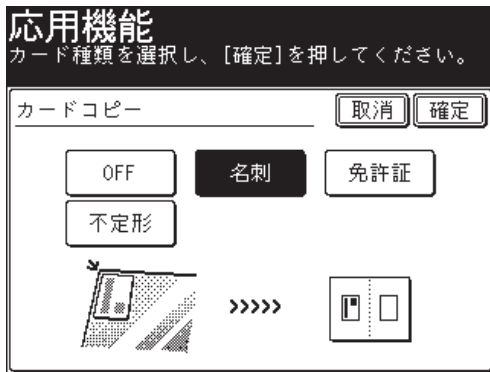 応用機能
カード種類を選択し、[確定]を押してください。
カードコピー 取消 確定
OFF 名刺 免許証
不定形
>>>>>